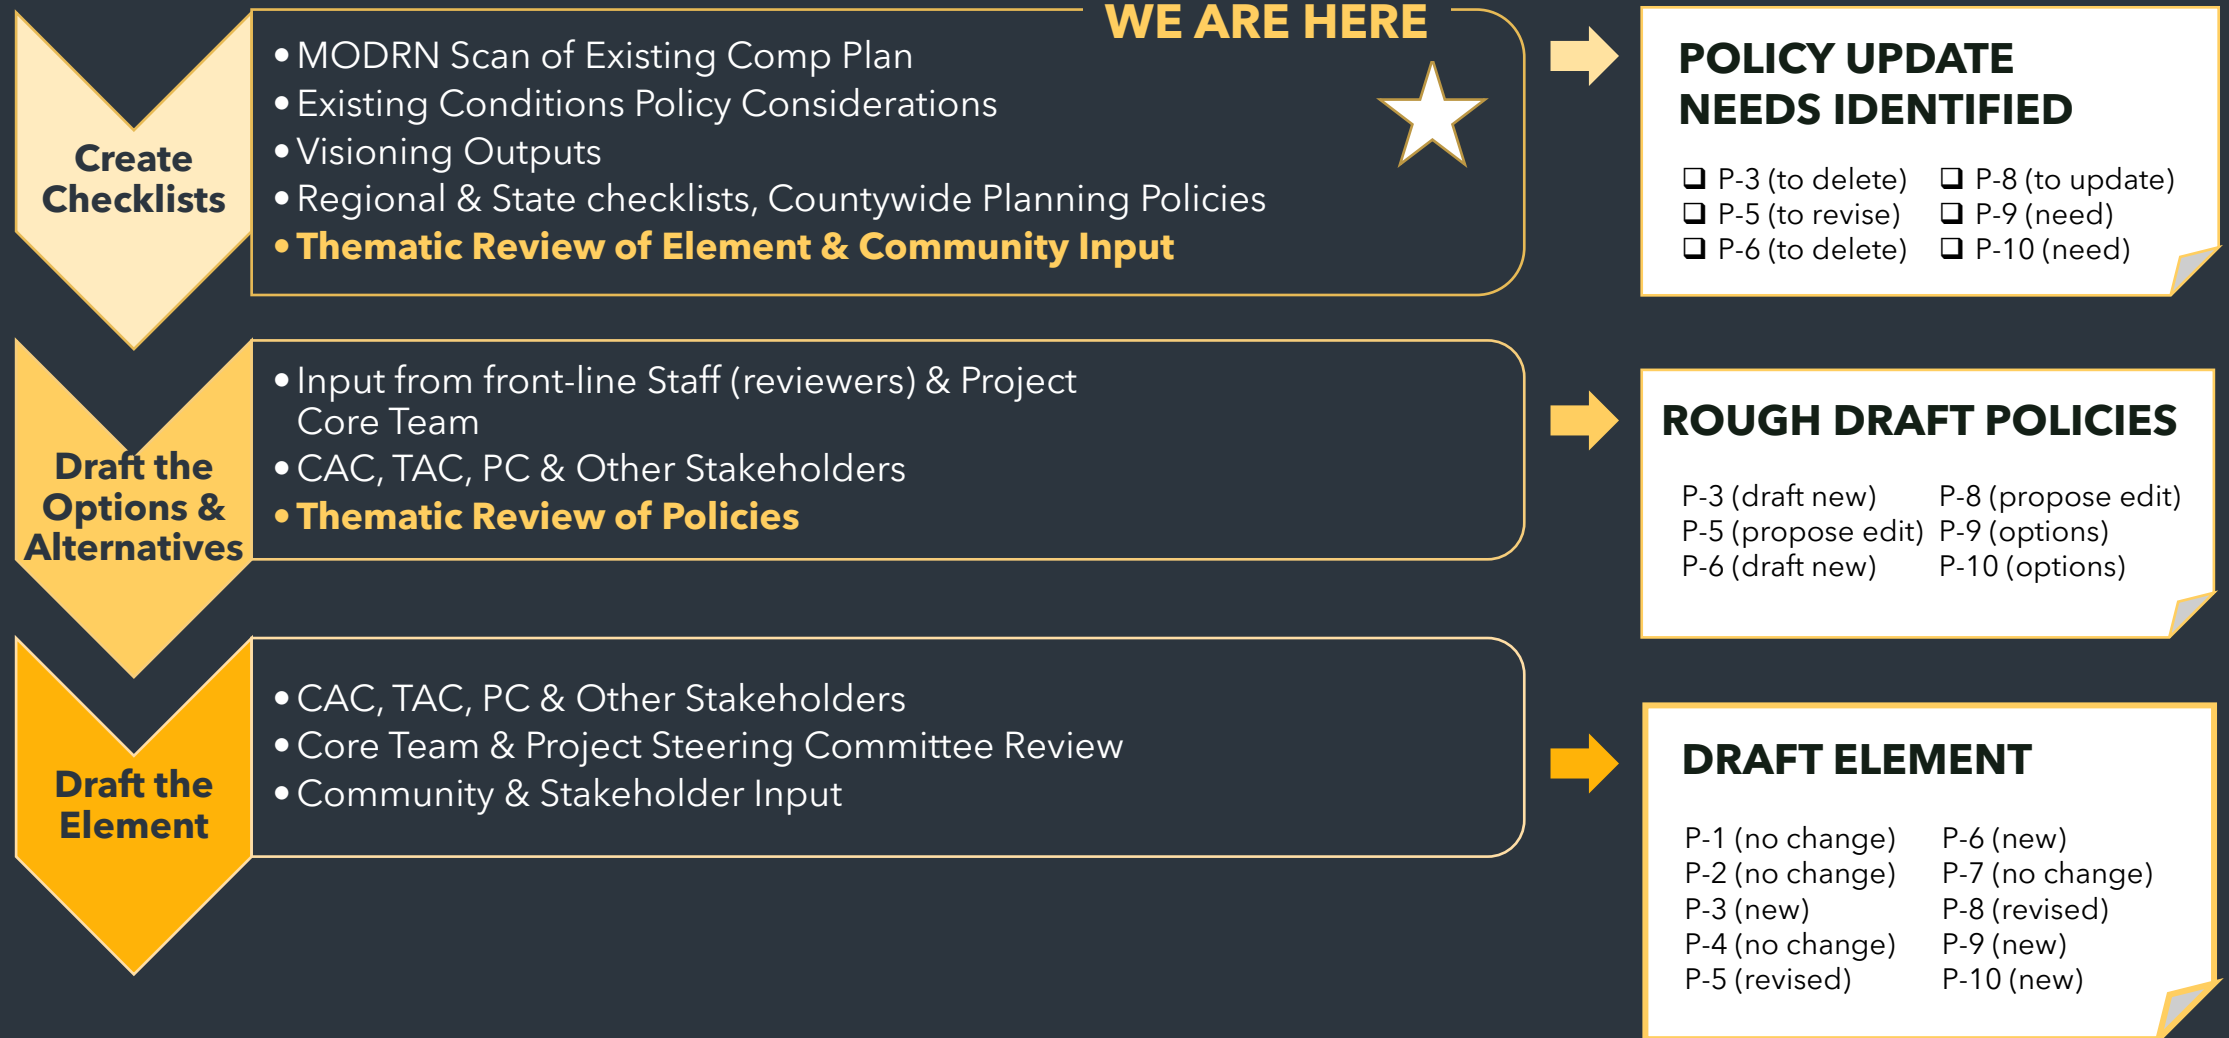 WE ARE HERE
Create
Checklists
•MODRN Scan of Existing Comp Plan
•Existing Conditions Policy Considerations
•Visioning Outputs
•Regional & State checklists, Countywide Planning Policies
•Thematic Review of Element & Community Input
POLICY UPDATE
NEEDS IDENTIFIED
❑ P-3 (to delete)
❑ P-5 (to revise)
❑ P-6 (to delete)
❑ P-8 (to update)
❑ P-9 (need)
❑ P-10 (need)
Draft the
Options &
Alternatives
•Input from front-line Staff (reviewers) & Project
Core Team
•CAC, TAC, PC & Other Stakeholders
•Thematic Review of Policies
ROUGH DRAFT POLICIES
P-3 (draft new)
P-5 (propose edit)
P-6 (draft new)
P-8 (propose edit)
P-9 (options)
P-10 (options)
Draft the
Element
•CAC, TAC, PC & Other Stakeholders
•Core Team & Project Steering Committee Review
•Community & Stakeholder Input
DRAFT ELEMENT
P-1 (no change)
P-2 (no change)
P-3 (new)
P-4 (no change)
P-5 (revised)
P-6 (new)
P-7 (no change)
P-8 (revised)
P-9 (new)
P-10 (new)